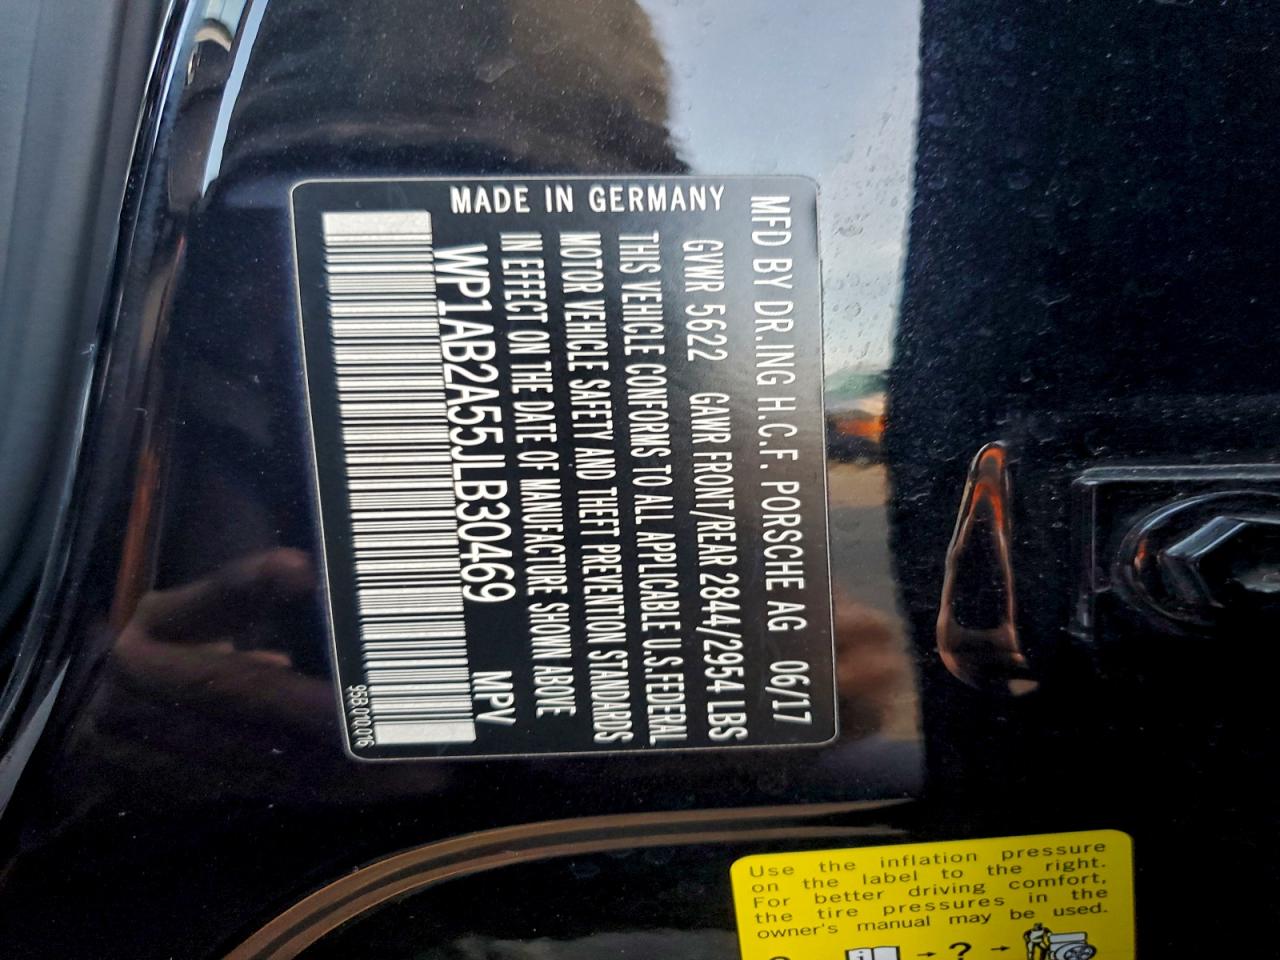 MFD BY DR.ING H.C.F. PORSCHE AG 06/17
GVWR 5622 GAWR FRONT/REAR 2844/2954 LBS
THIS VEHICLE CONFORMS TO ALL APPLICABLE U.S.FEDERAL
MOTOR VEHICLE SAFETY AND THEFT PREVENTION STANDARDS
IN EFFECT ON THE DATE OF MANUFACTURE SHOWN ABOVE
WP1AB2A55JLB30469 MPV
95B.010.016
MADE IN GERMANY
Use the inflation pressure
on the label to the right.
For better driving comfort,
the tire pressures in the
owner's manual may be used.
i → ? →